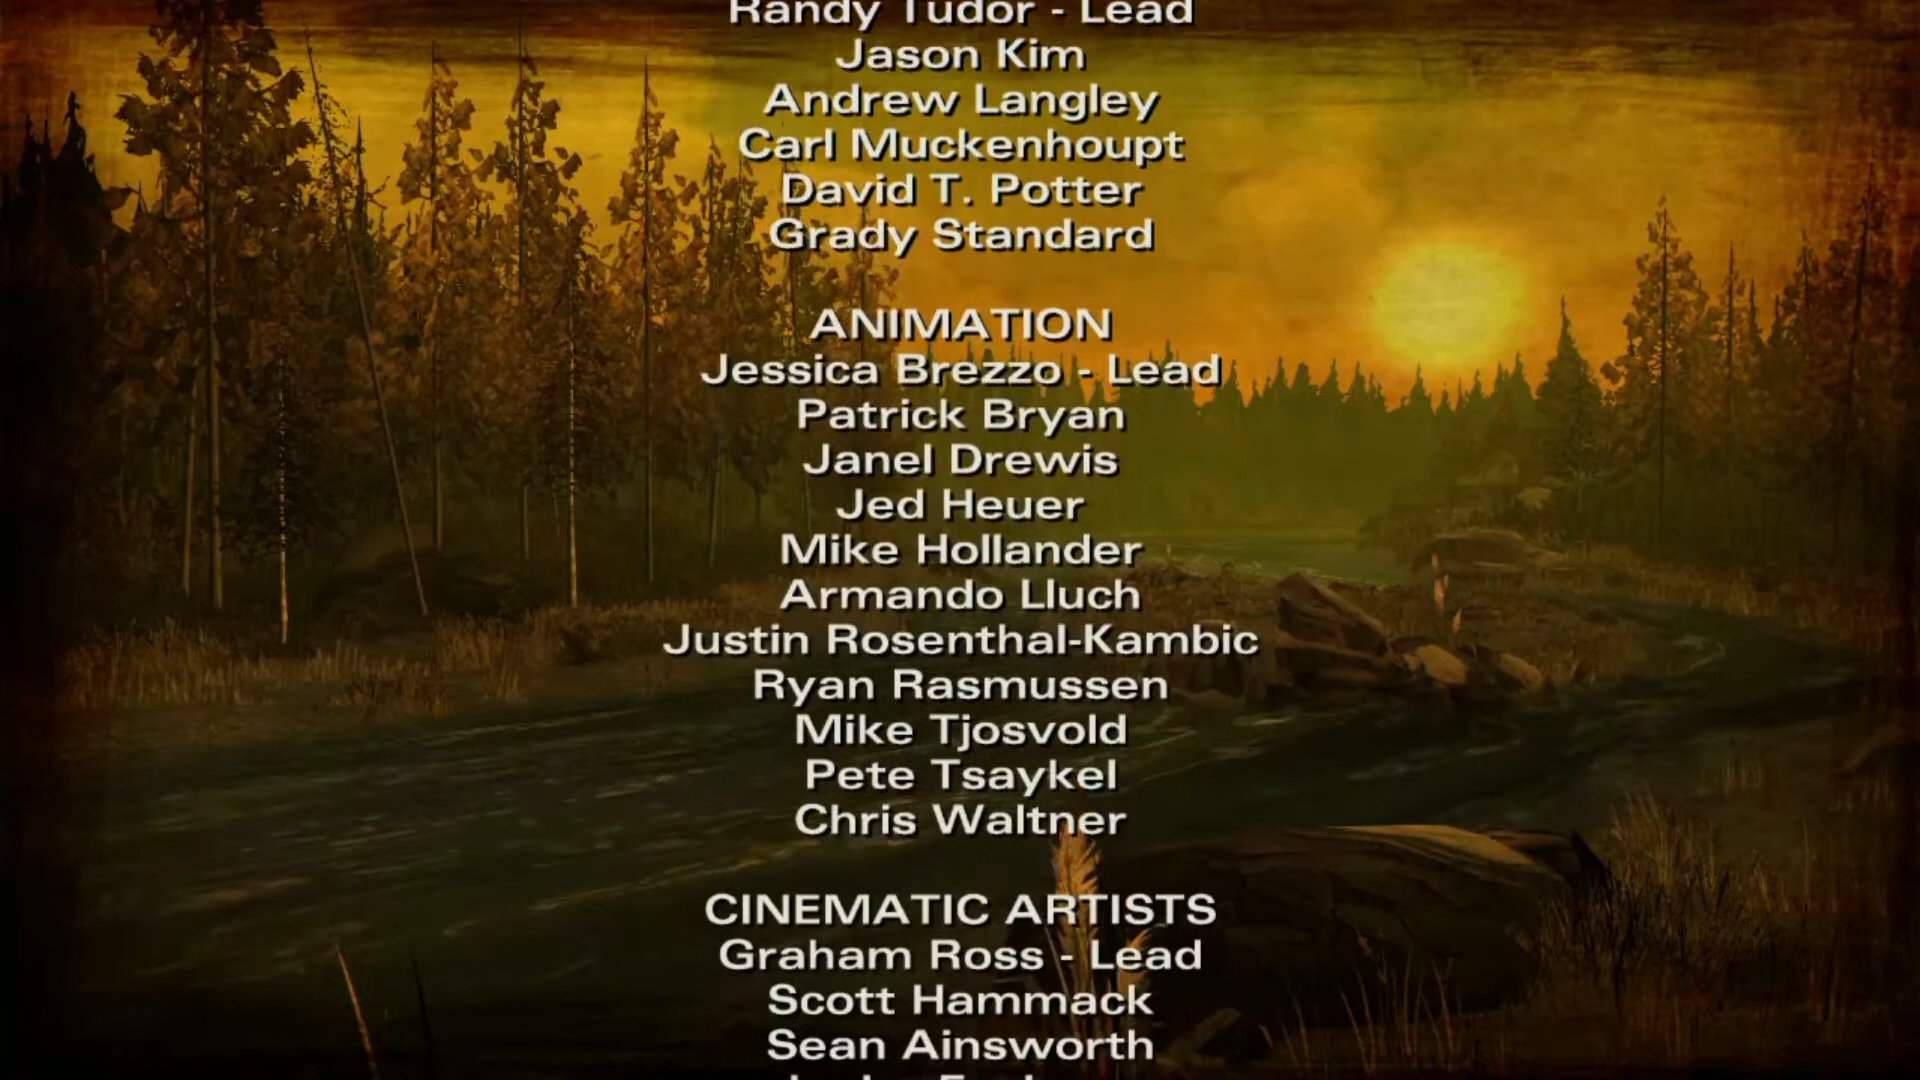 Randy Tudor - Lead
Jason Kim
Andrew Langley
Carl Muckenhoupt
David T. Potter
Grady Standard
ANIMATION
Jessica Brezzo - Lead
Patrick Bryan
Janel Drewis
Jed Heuer
Mike Hollander
Armando Lluch
Justin Rosenthal-Kambic
Ryan Rasmussen
Mike Tjosvold
Pete Tsaykel
Chris Waltner
CINEMATIC ARTISTS
Graham Ross - Lead
Scott Hammack
Sean Ainsworth